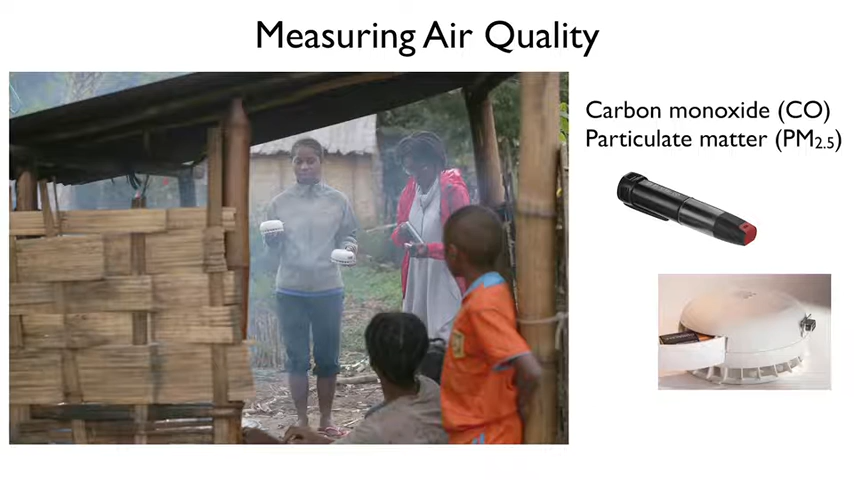 Measuring Air Quality
Carbon monoxide (CO)
Particulate matter (PM₂.₅)